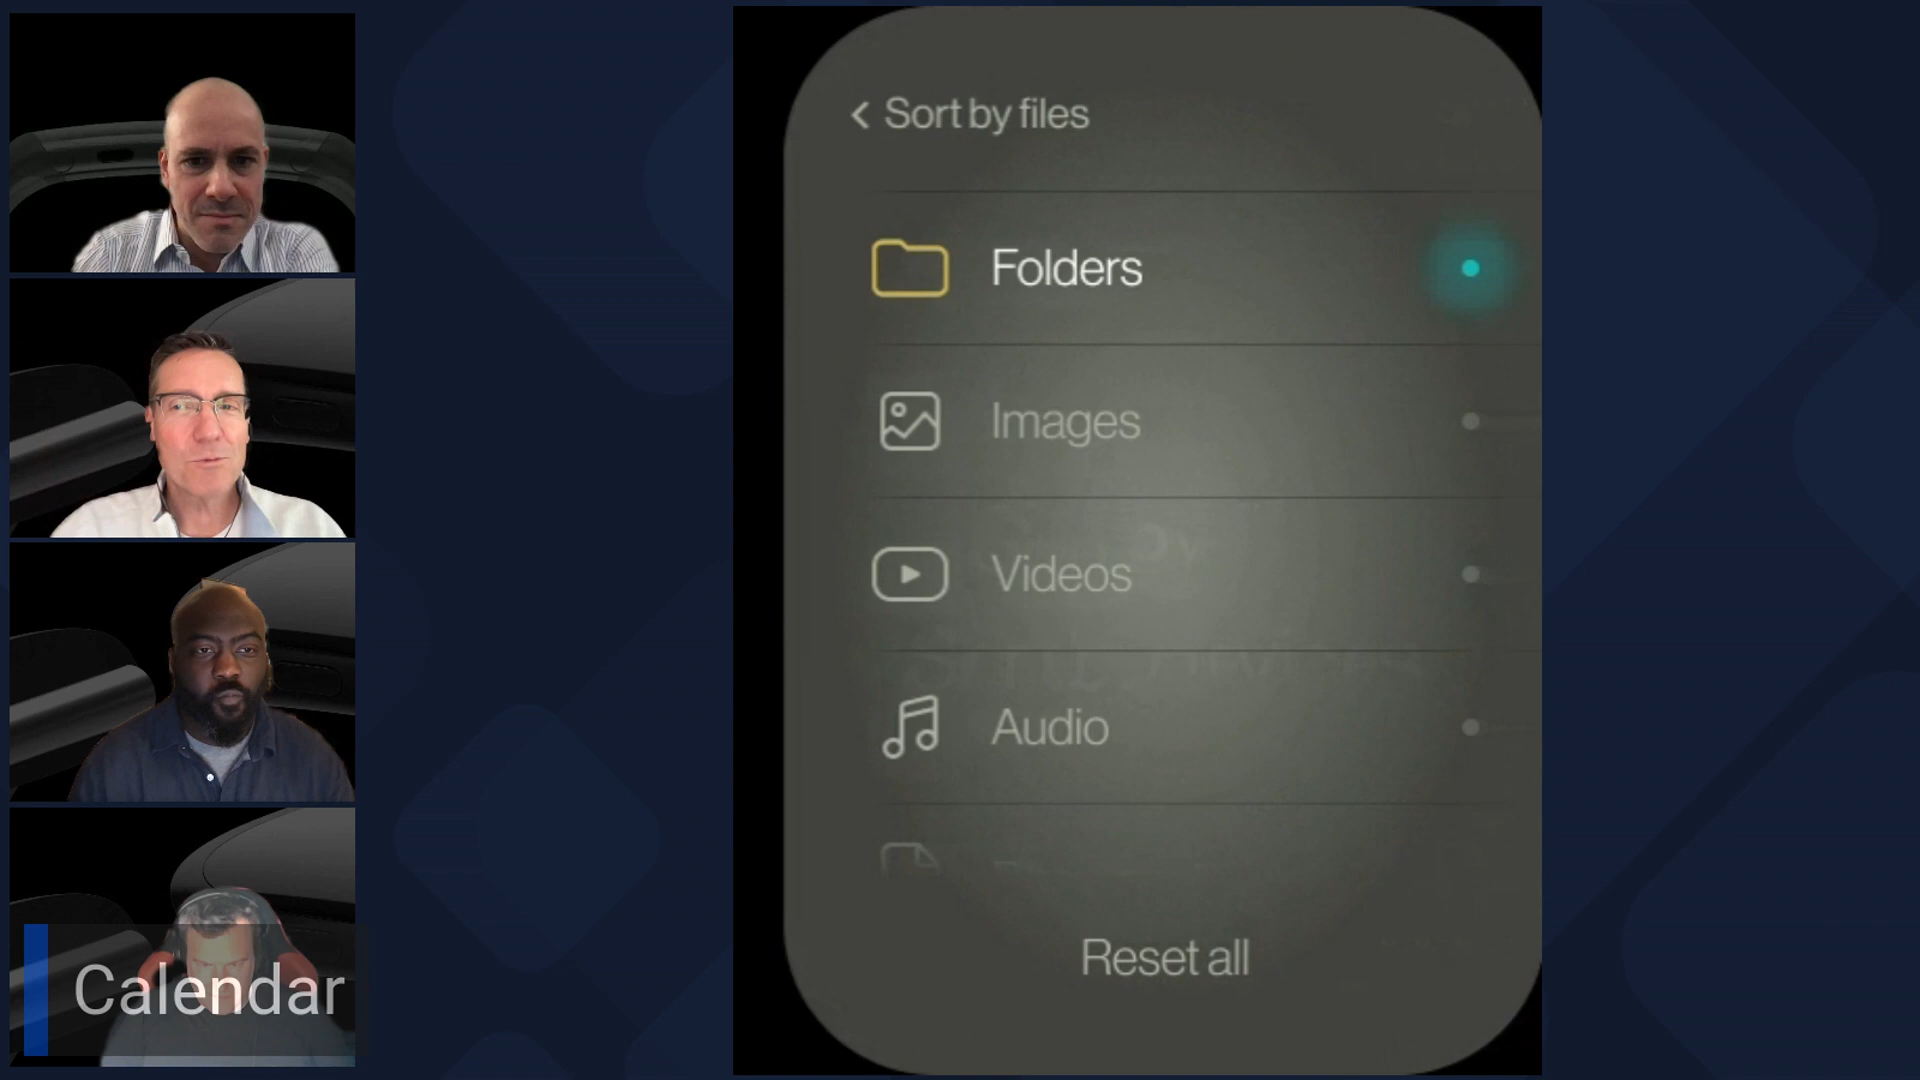 Sort by files
Folders
Images
Videos
Audio
Reset all
Calendar